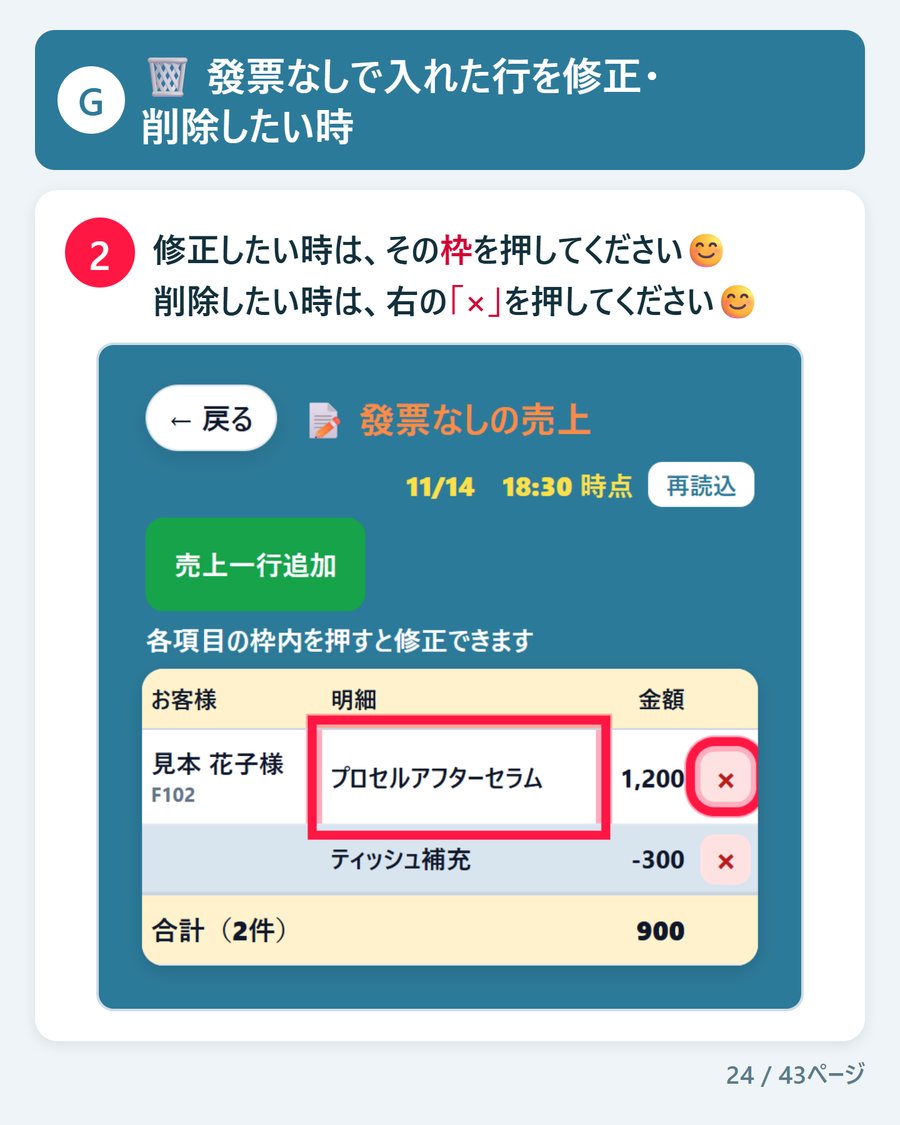 G
🗑️ 發票なしで入れた行を修正・
削除したい時
2
修正したい時は、その枠を押してください😊
削除したい時は、右の「×」を押してください😊
← 戻る
📝 發票なしの売上
11/14 18:30 時点
再読込
売上一行追加
各項目の枠内を押すと修正できます
お客様 明細 金額
見本 花子様 プロセルアフターセラム 1,200 ×
F102
ティッシュ補充 -300 ×
合計（2件） 900
24 / 43ページ